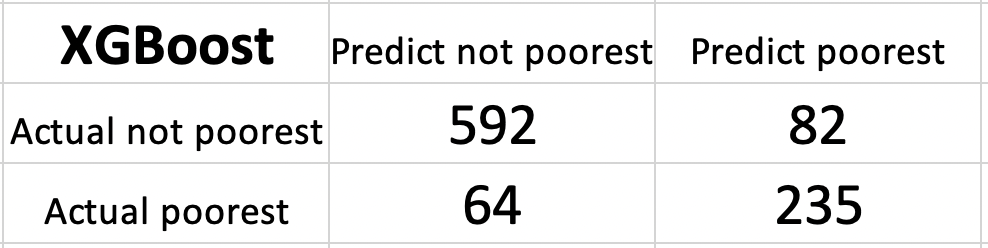 XGBoost Predict not poorest Predict poorest
Actual not poorest 592 82
Actual poorest 64 235